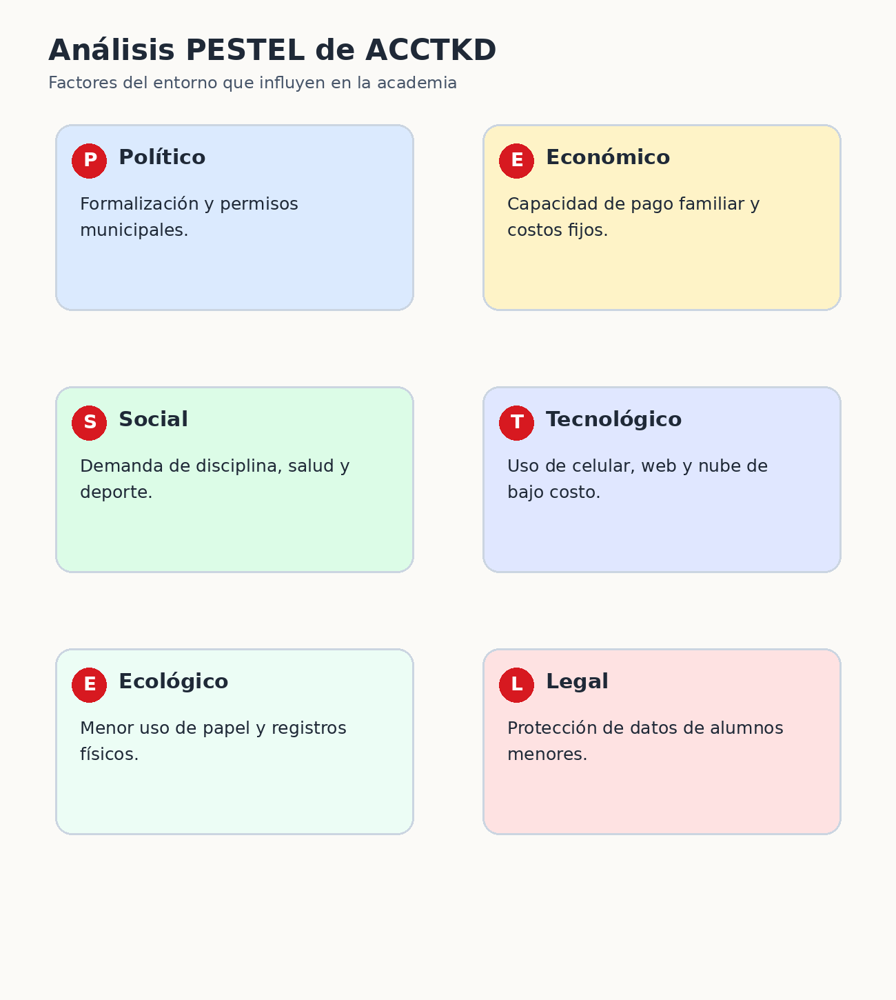 Análisis PESTEL de ACCTKD
Factores del entorno que influyen en la academia
P Político
Formalización y permisos
municipales.
E Económico
Capacidad de pago familiar y
costos fijos.
S Social
Demanda de disciplina, salud y
deporte.
T Tecnológico
Uso de celular, web y nube de
bajo costo.
E Ecológico
Menor uso de papel y registros
físicos.
L Legal
Protección de datos de alumnos
menores.